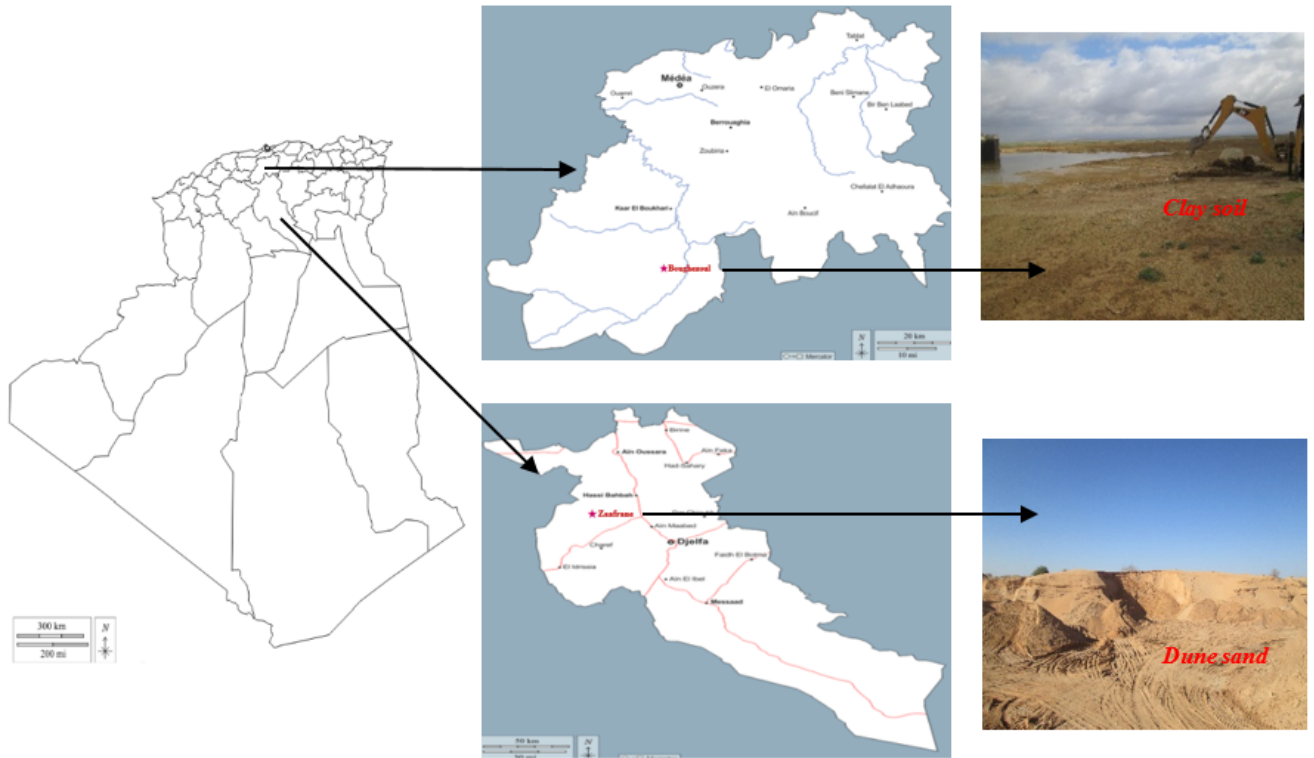 300 km
200 mi
N
Tablat
Médéa
Ouzera
El Omaria
Ouamri
Beni Slimane
Bir Ben Laabed
Berrouaghia
Zoubiria
Chellalat El Adhaoura
Ksar El Boukhari
Aïn Boucif
Boughezoul
N
20 km
10 mi
Mercator
Clay soil
Birine
Aïn Oussara
Aïn Feka
Had-Sahary
Hassi Bahbah
Zaafrane
Aïn Maabed
Djelfa
Charef
Faidh El Botma
El Idrissia
Aïn El Ibel
Messaad
50 km
N
Dune sand